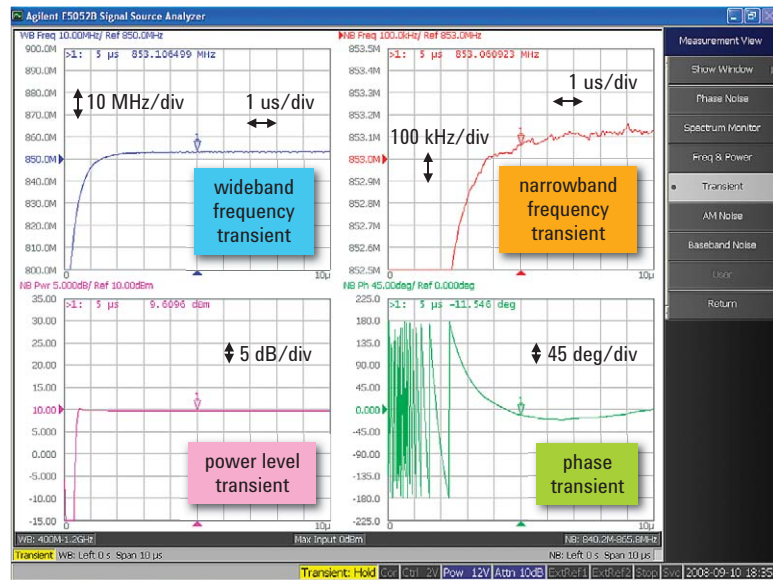 Agilent E5052B Signal Source Analyzer
WB Freq 10.00MHz/ Ref 850.0MHz
900.0M
>1: 5 µs 853.106499 MHz
890.0M
880.0M
10 MHz/div
1 us/div
870.0M
860.0M
850.0M
840.0M
830.0M
820.0M
810.0M
800.0M
0
10µ
wideband
frequency
transient
NB Freq 100.0kHz/ Ref 853.0MHz
853.5M
>1: 5 µs 853.060923 MHz
853.4M
853.3M
1 us/div
853.2M
853.1M
100 kHz/div
853.0M
852.9M
852.8M
852.7M
852.6M
852.5M
0
10µ
narrowband
frequency
transient
NB Pwr 5.000dB/ Ref 10.00dBm
35.00
>1: 5 µs 9.6096 dBm
30.00
25.00
5 dB/div
20.00
15.00
10.00
5.000
0.000
-5.000
-10.00
-15.00
0
10µ
power level
transient
NB Ph 45.00deg/ Ref 0.000deg
225.0
>1: 5 µs -11.546 deg
180.0
135.0
45 deg/div
90.00
45.00
0.000
-45.00
-90.00
-135.0
-180.0
-225.0
0
10µ
phase
transient
WB: 400M-1.2GHz
Max Input 0dBm
NB: 840.2M-865.8MHz
Transient WB: Left 0 s Span 10 µs
NB: Left 0 s Span 10 µs
Transient: Hold Cor Ctrl 2V Pow 12V Attn 10dB ExtRef1 ExtRef2 Stop Svc 2008-09-10 18:35
Measurement View
Show Window
Phase Noise
Spectrum Monitor
Freq & Power
Transient
AM Noise
Baseband Noise
User
Return